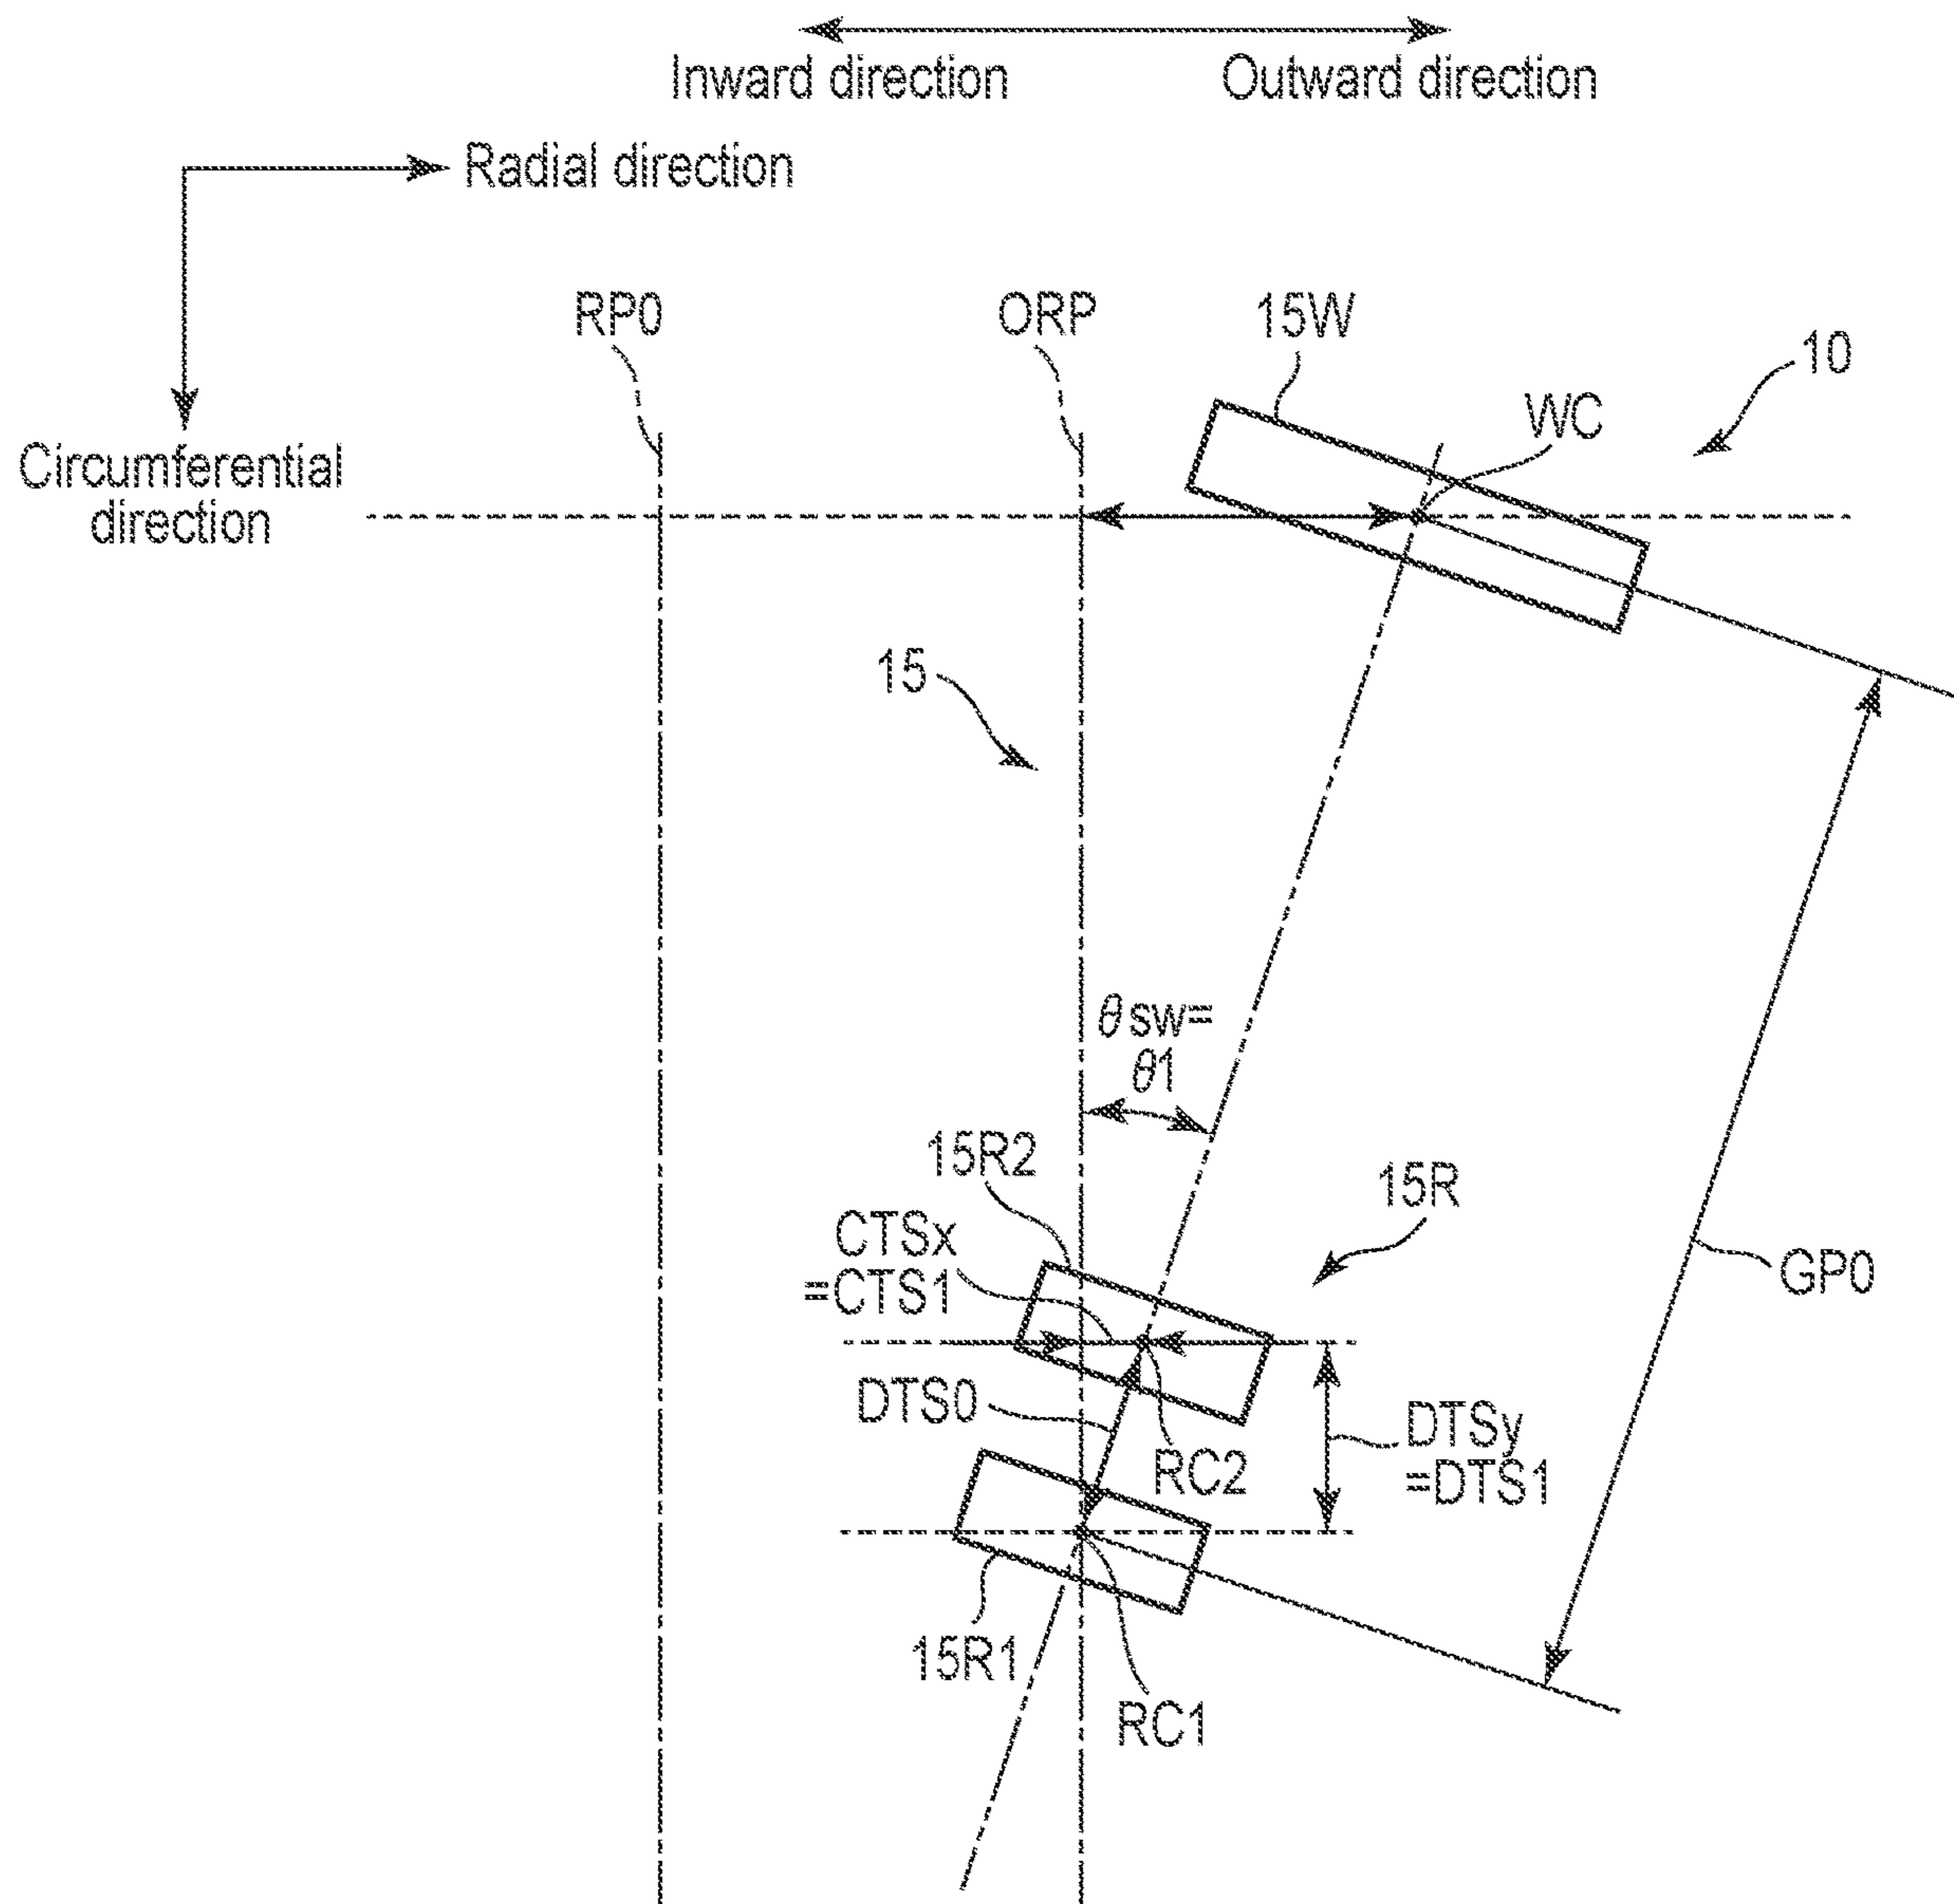 Inward direction
Outward direction
Radial direction
Circumferential
direction
RP0
ORP
15W
10
WC
15
θsw=
θ1
15R2
15R
CTSx
=CTS1
GP0
DTS0
RC2
DTSy
=DTS1
15R1
RC1